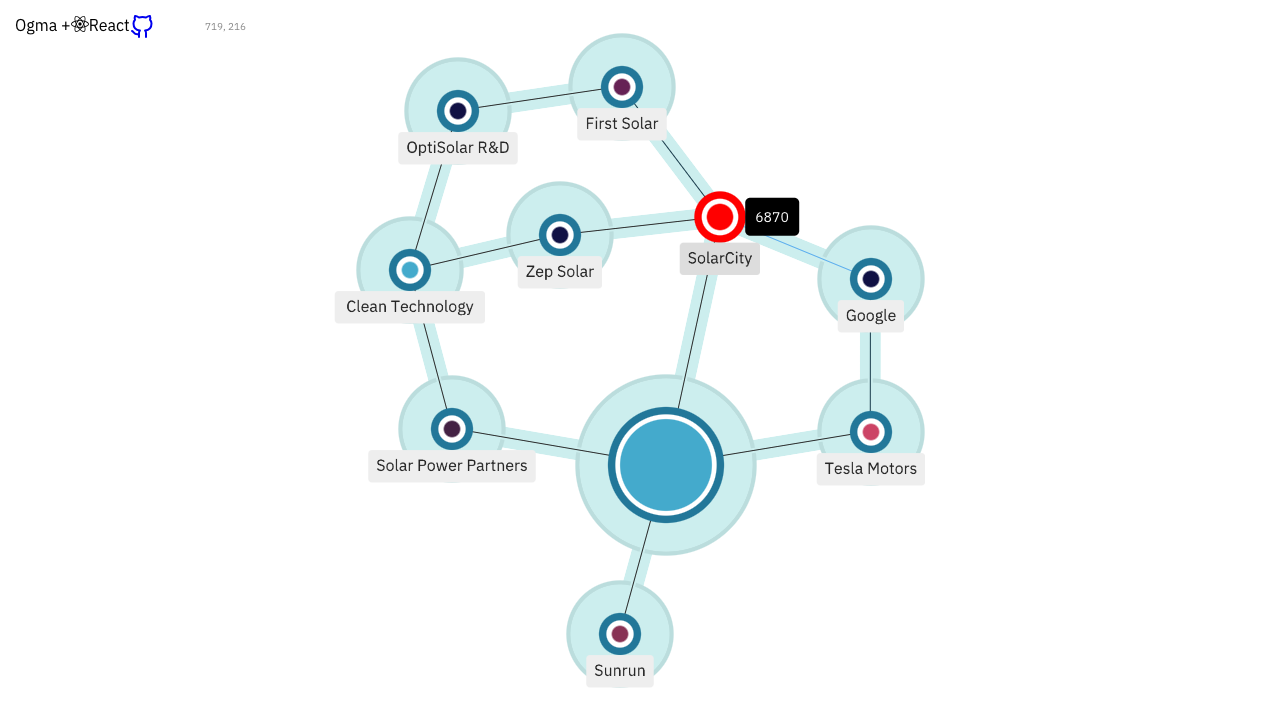 Ogma + React
719, 216
First Solar
OptiSolar R&D
6870
SolarCity
Zep Solar
Clean Technology
Google
Solar Power Partners
Tesla Motors
Sunrun